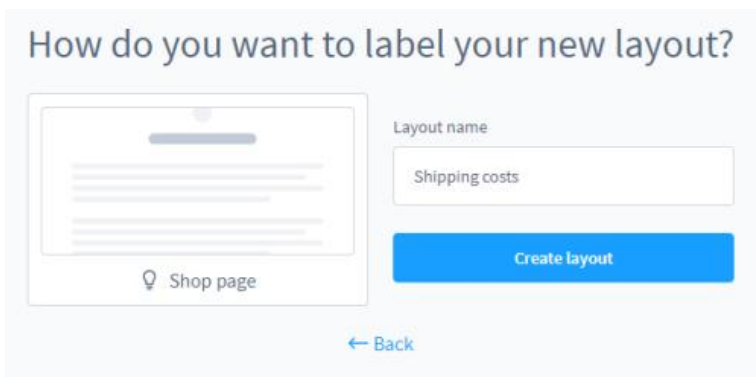 How do you want to label your new layout?
Layout name
Shipping costs
Create layout
Shop page
← Back